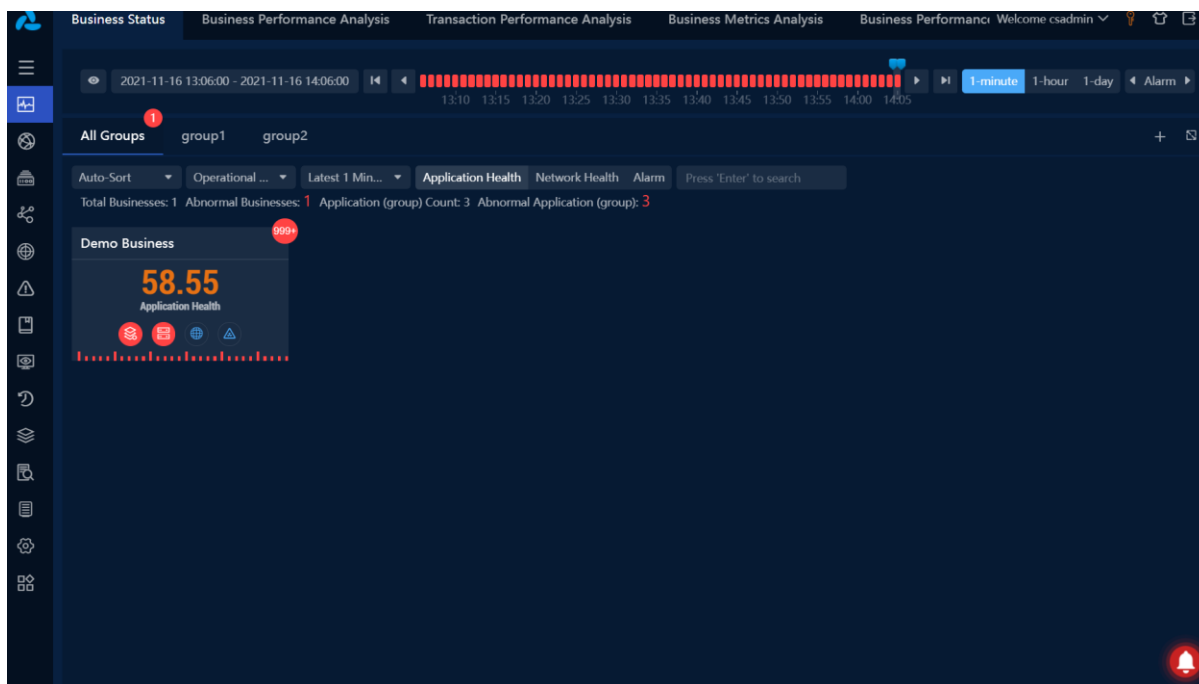 Business Status Business Performance Analysis Transaction Performance Analysis Business Metrics Analysis Business Performanc Welcome csadmin
2021-11-16 13:06:00 - 2021-11-16 14:06:00 1-minute 1-hour 1-day Alarm
13:10 13:15 13:20 13:25 13:30 13:35 13:40 13:45 13:50 13:55 14:00 14:05
1
All Groups group1 group2
Auto-Sort Operational ... Latest 1 Min... Application Health Network Health Alarm Press 'Enter' to search
Total Businesses: 1 Abnormal Businesses: 1 Application (group) Count: 3 Abnormal Application (group): 3
999+
Demo Business
58.55
Application Health